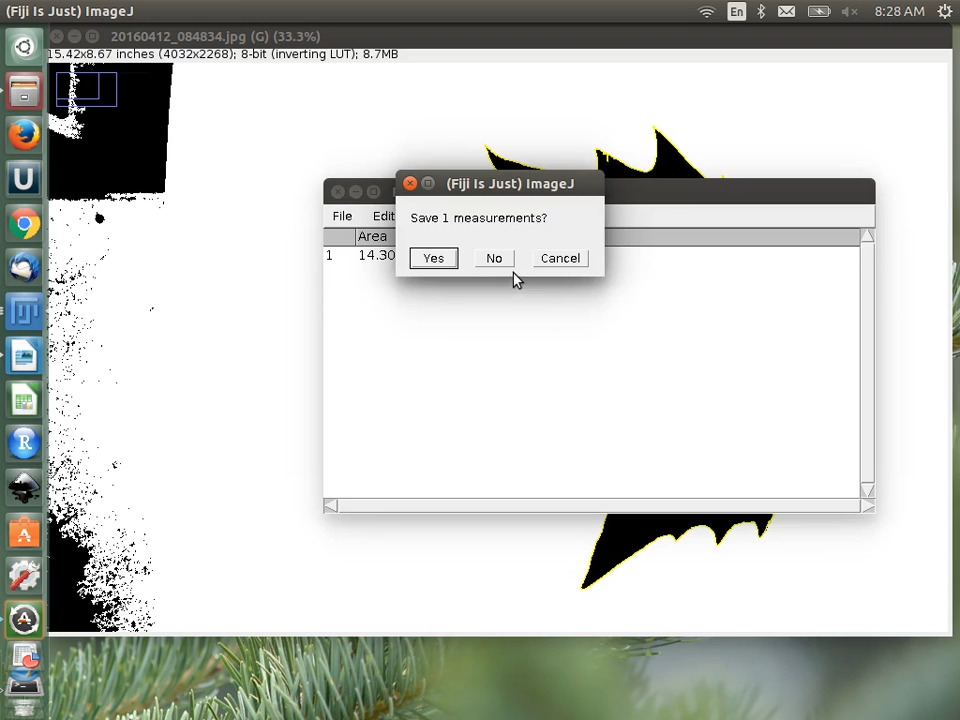 (Fiji Is Just) ImageJ
En
8:28 AM
20160412_084834.jpg (G) (33.3%)
15.42x8.67 inches (4032x2268); 8-bit (inverting LUT); 8.7MB
(Fiji Is Just) ImageJ
File Edit
Save 1 measurements?
Area
1 14.30
Yes No Cancel